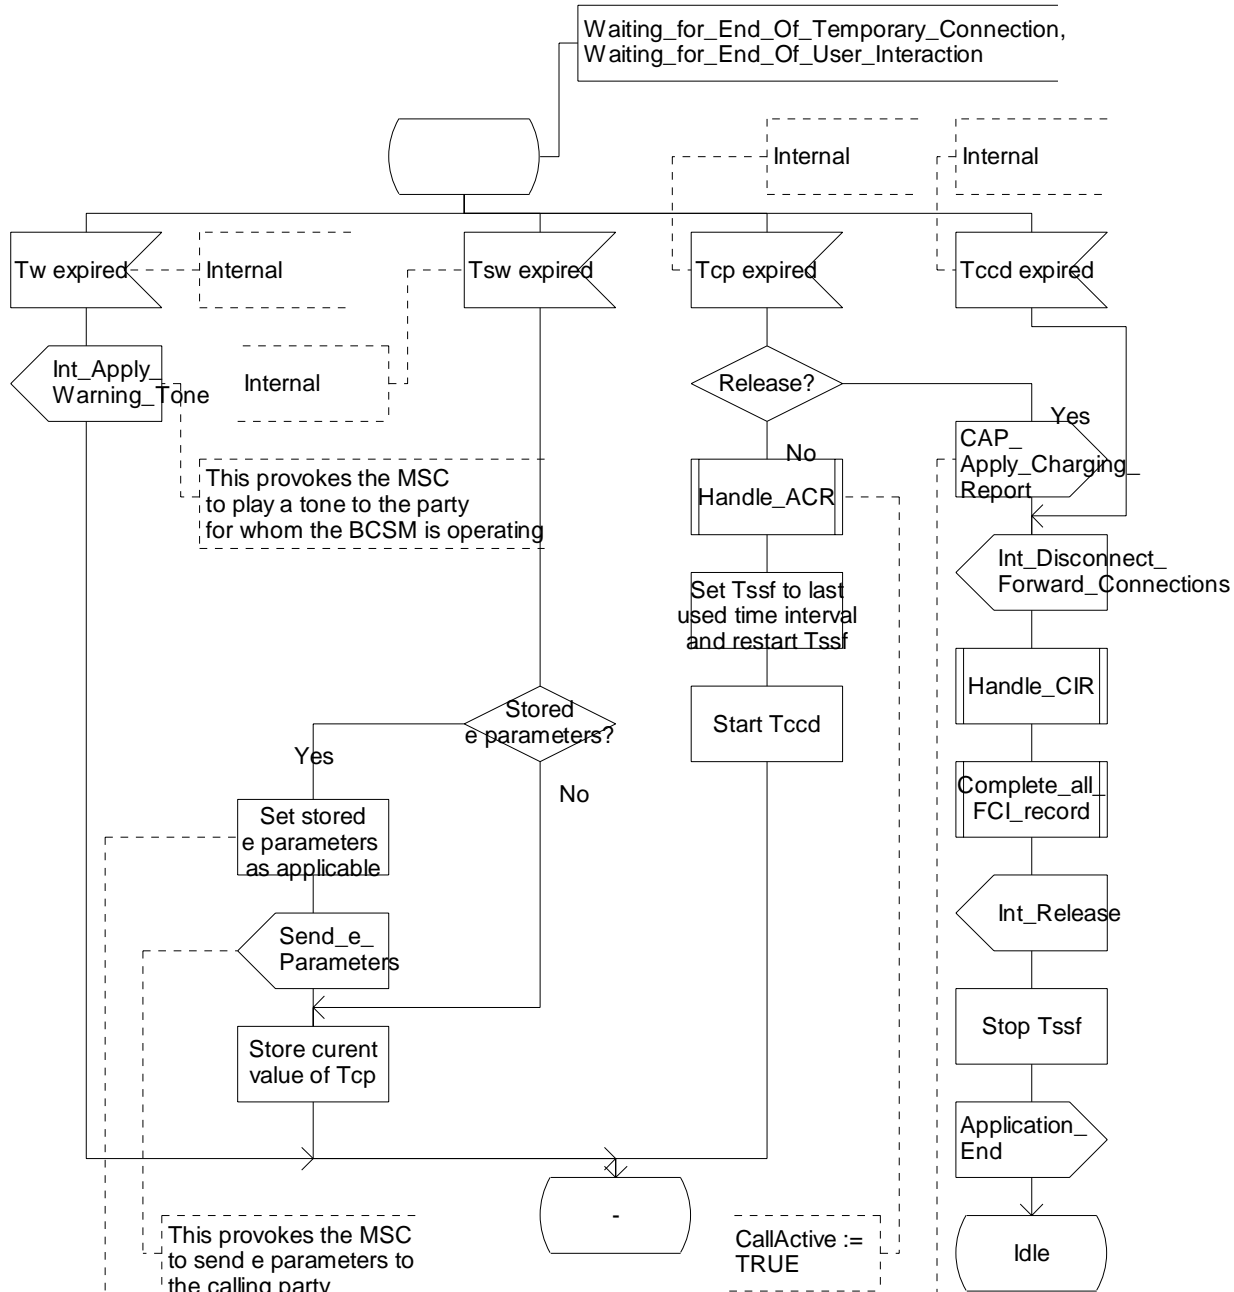 Waiting_for_End_Of_Temporary_Connection,
Waiting_for_End_Of_User_Interaction
Internal
Internal
Tw expired
Internal
Tsw expired
Tcp expired
Tccd expired
Int_Apply_
Warning_Tone
Internal
Release?
Yes
No
CAP_
Apply_Charging_
Report
This provokes the MSC
to play a tone to the party
for whom the BCSM is operating
Handle_ACR
Int_Disconnect_
Forward_Connections
Set Tssf to last
used time interval
and restart Tssf
Handle_CIR
Stored
e parameters?
Start Tccd
Yes
No
Complete_all_
FCI_record
Set stored
e parameters
as applicable
Int_Release
Send_e_
Parameters
Stop Tssf
Store curent
value of Tcp
Application_
End
-
This provokes the MSC
to send e parameters to
the calling party
CallActive :=
TRUE
Idle